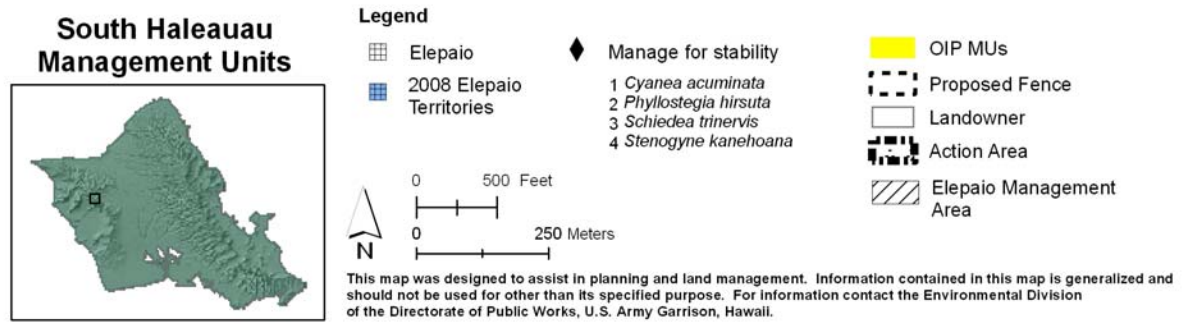 South Haleauau
Management Units
Legend
Elepaio
2008 Elepaio
Territories
Manage for stability
1 Cyanea acuminata
2 Phyllostegia hirsuta
3 Schiedea trinervis
4 Stenogyne kanehoana
OIP MUs
Proposed Fence
Landowner
Action Area
Elepaio Management
Area
0 500 Feet
0 250 Meters
N
This map was designed to assist in planning and land management. Information contained in this map is generalized and
should not be used for other than its specified purpose. For information contact the Environmental Division
of the Directorate of Public Works, U.S. Army Garrison, Hawaii.